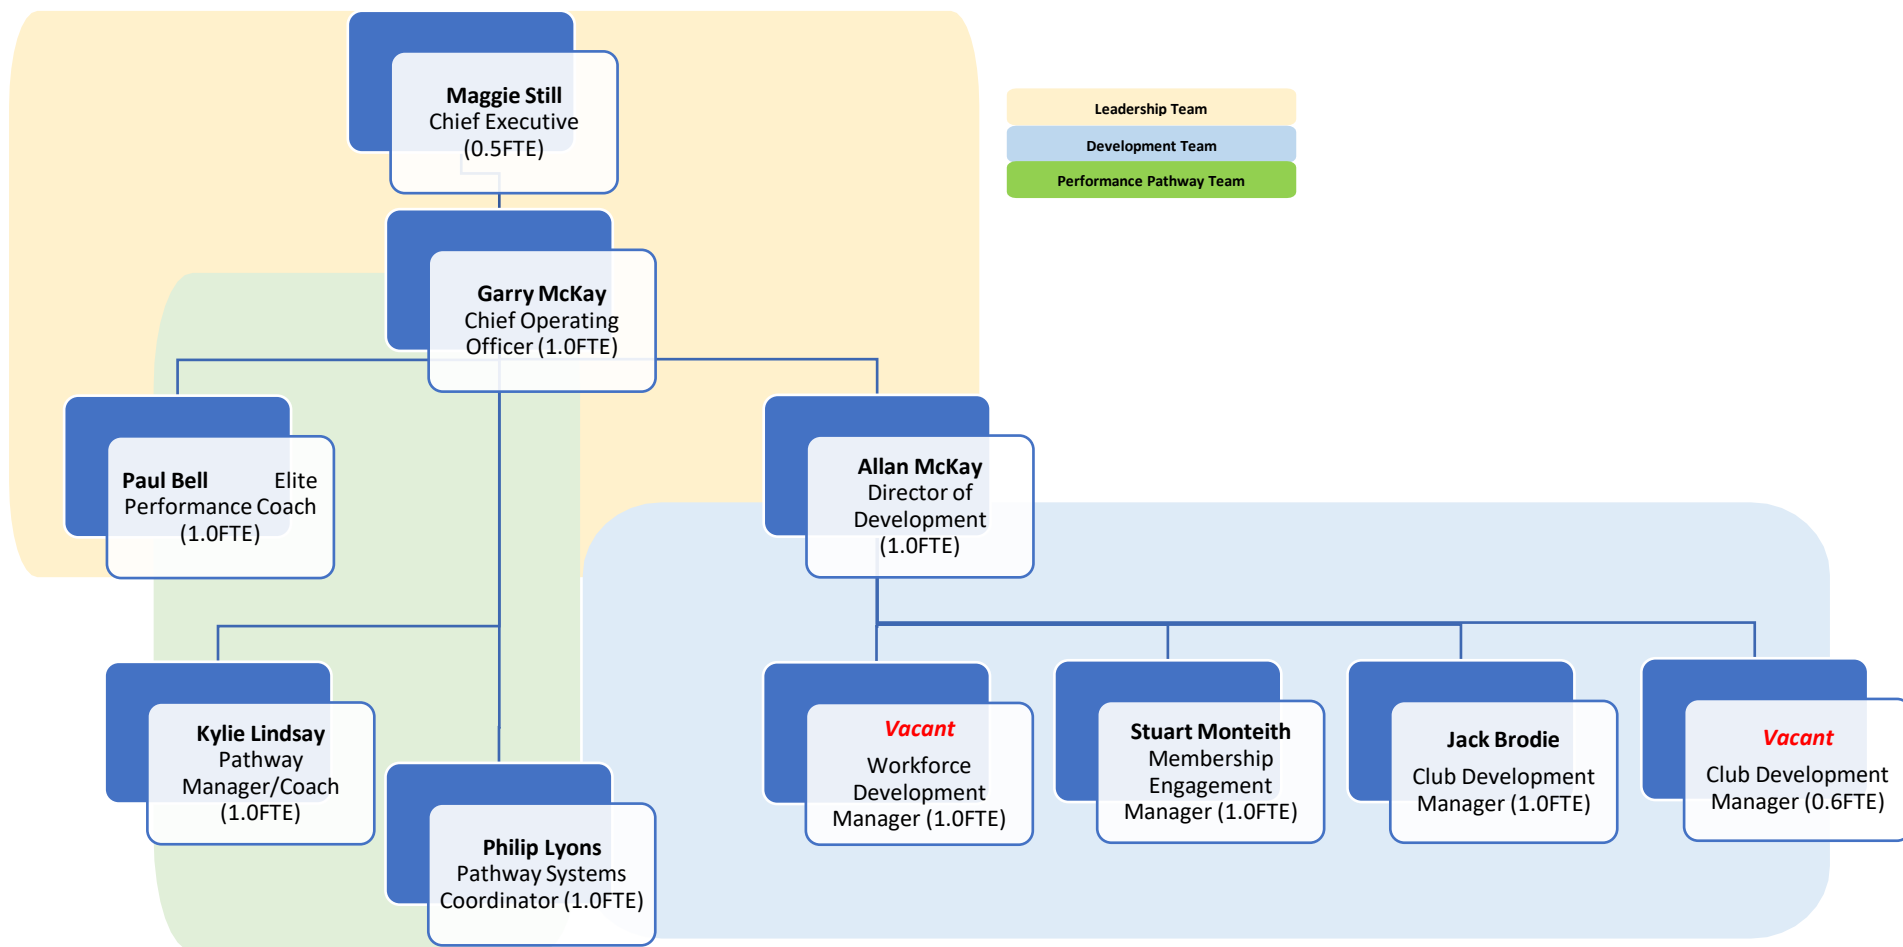 Maggie Still
Chief Executive
(0.5FTE)
Leadership Team
Development Team
Performance Pathway Team
Garry McKay
Chief Operating
Officer (1.0FTE)
Paul Bell Elite
Performance Coach
(1.0FTE)
Allan McKay
Director of
Development
(1.0FTE)
Kylie Lindsay
Pathway
Manager/Coach
(1.0FTE)
Philip Lyons
Pathway Systems
Coordinator (1.0FTE)
Vacant
Workforce
Development
Manager (1.0FTE)
Stuart Monteith
Membership
Engagement
Manager (1.0FTE)
Jack Brodie
Club Development
Manager (1.0FTE)
Vacant
Club Development
Manager (0.6FTE)